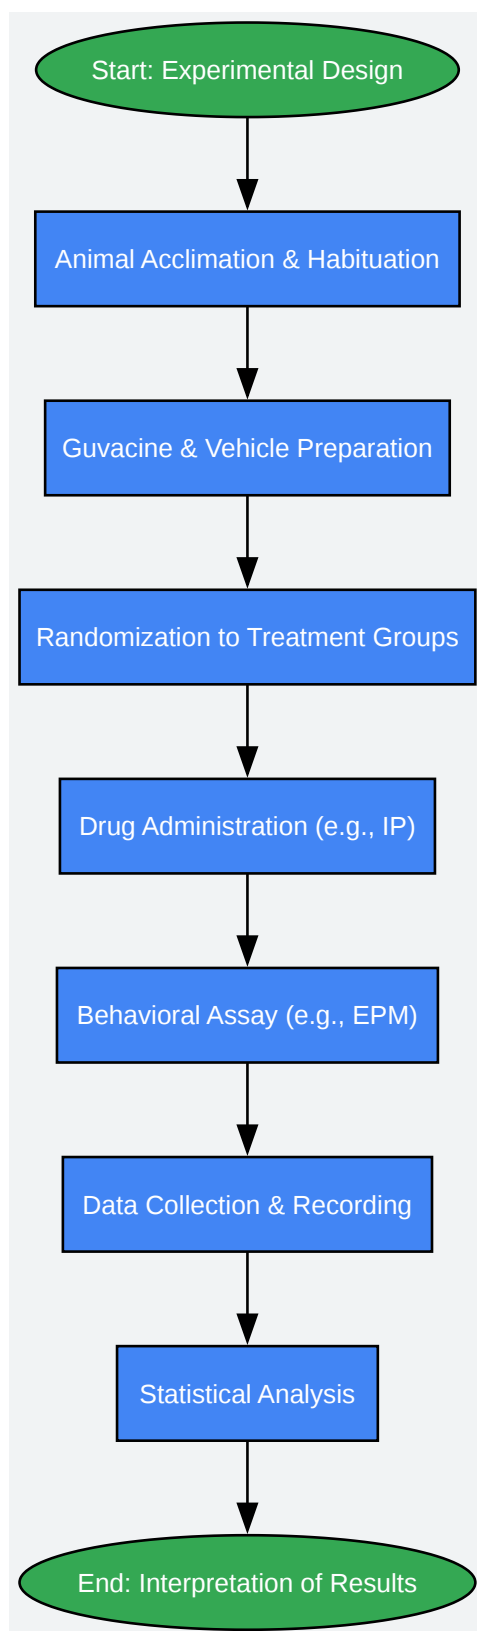 Start: Experimental Design
Animal Acclimation & Habituation
Guvacine & Vehicle Preparation
Randomization to Treatment Groups
Drug Administration (e.g., IP)
Behavioral Assay (e.g., EPM)
Data Collection & Recording
Statistical Analysis
End: Interpretation of Results